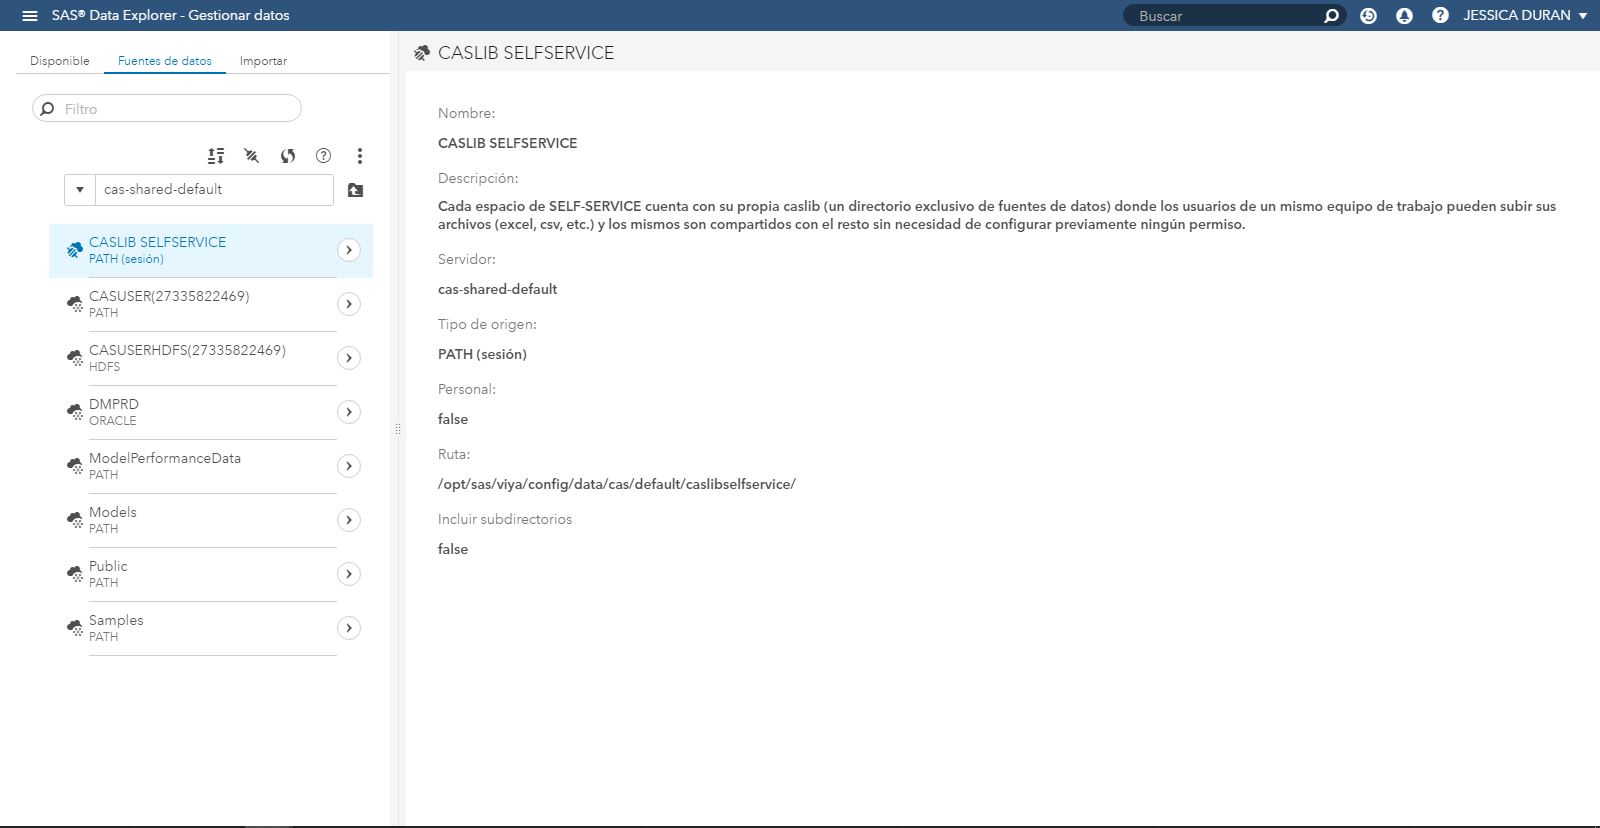 SAS® Data Explorer - Gestionar datos
Buscar
JESSICA DURAN
Disponible
Fuentes de datos
Importar
Filtro
cas-shared-default
CASLIB SELFSERVICE
PATH (sesión)
CASUSER(27335822469)
PATH
CASUSERHDFS(27335822469)
HDFS
DMPRD
ORACLE
ModelPerformanceData
PATH
Models
PATH
Public
PATH
Samples
PATH
CASLIB SELFSERVICE
Nombre:
CASLIB SELFSERVICE
Descripción:
Cada espacio de SELF-SERVICE cuenta con su propia caslib (un directorio exclusivo de fuentes de datos) donde los usuarios de un mismo equipo de trabajo pueden subir sus
archivos (excel, csv, etc.) y los mismos son compartidos con el resto sin necesidad de configurar previamente ningún permiso.
Servidor:
cas-shared-default
Tipo de origen:
PATH (sesión)
Personal:
false
Ruta:
/opt/sas/viya/config/data/cas/default/caslibselfservice/
Incluir subdirectorios
false